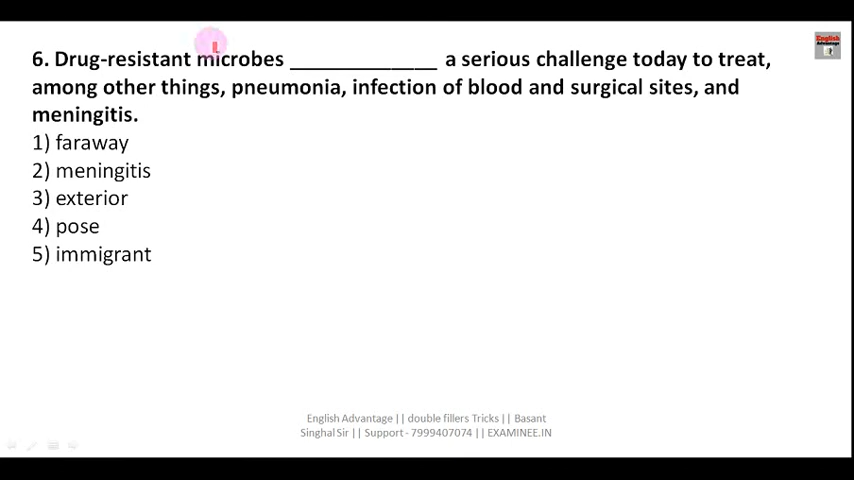 English
Advantage
6. Drug-resistant microbes _____________ a serious challenge today to treat,
among other things, pneumonia, infection of blood and surgical sites, and
meningitis.
1) faraway
2) meningitis
3) exterior
4) pose
5) immigrant
English Advantage || double fillers Tricks || Basant
Singhal Sir || Support - 7999407074 || EXAMINEE.IN